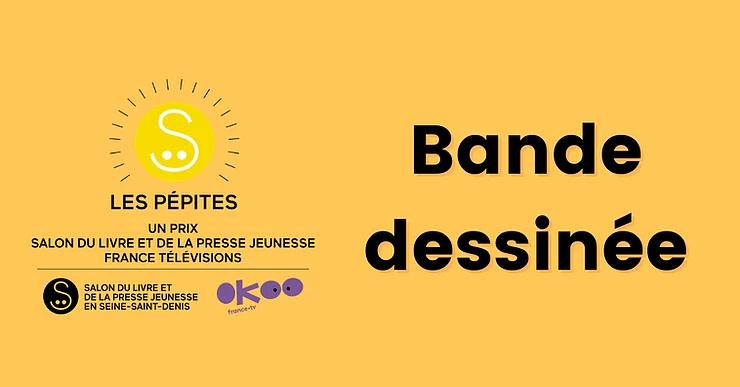 LES PÉPITES
UN PRIX
SALON DU LIVRE ET DE LA PRESSE JEUNESSE
FRANCE TÉLÉVISIONS
SALON DU LIVRE ET
DE LA PRESSE JEUNESSE
EN SEINE-SAINT-DENIS
OKOO
france•tv
Bande
dessinée